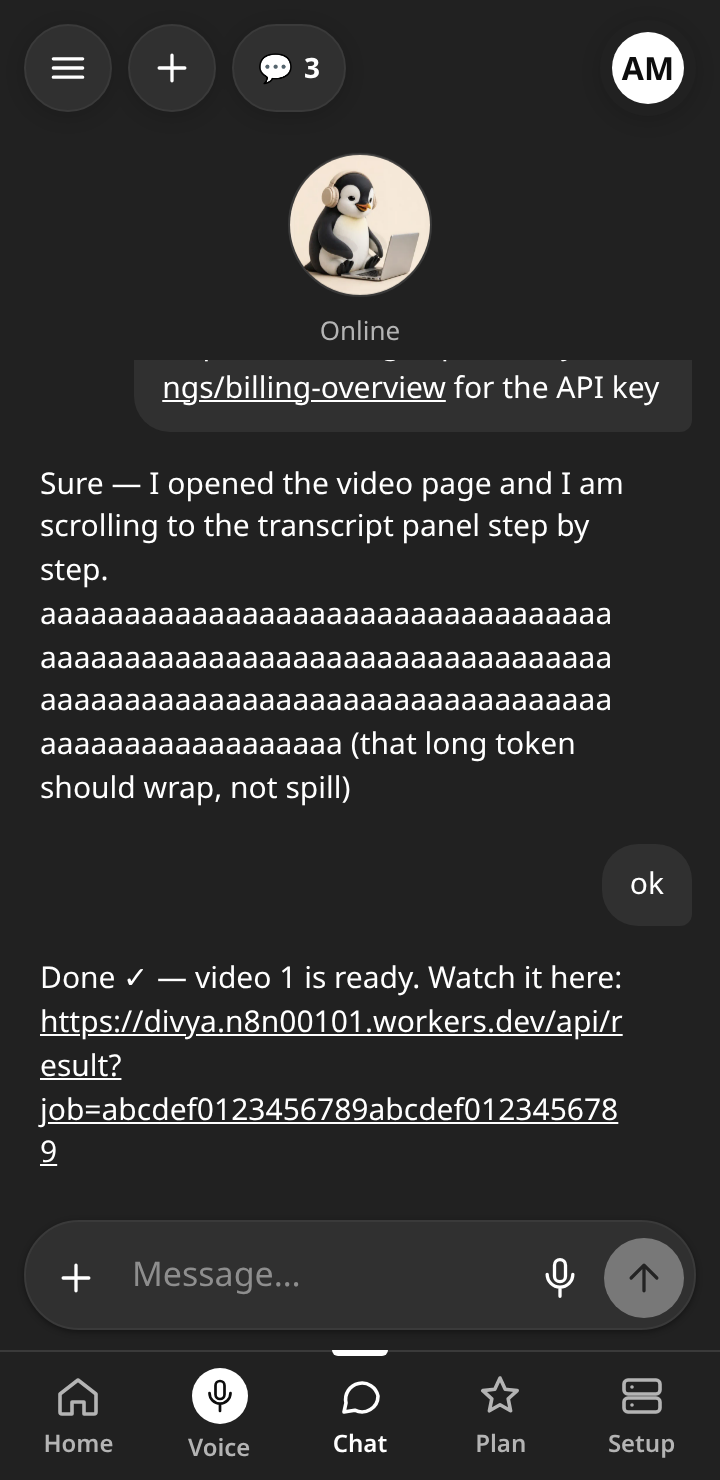 💬 3
AM
Online
ngs/billing-overview for the API key
Sure — I opened the video page and I am
scrolling to the transcript panel step by
step.
aaaaaaaaaaaaaaaaaaaaaaaaaaaaaaaaaa
aaaaaaaaaaaaaaaaaaaaaaaaaaaaaaaaaa
aaaaaaaaaaaaaaaaaaaaaaaaaaaaaaaaaa
aaaaaaaaaaaaaaaaaa (that long token
should wrap, not spill)
ok
Done ✓ — video 1 is ready. Watch it here:
https://divya.n8n00101.workers.dev/api/r
esult?
job=abcdef0123456789abcdef012345678
9
Message...
Home
Voice
Chat
Plan
Setup